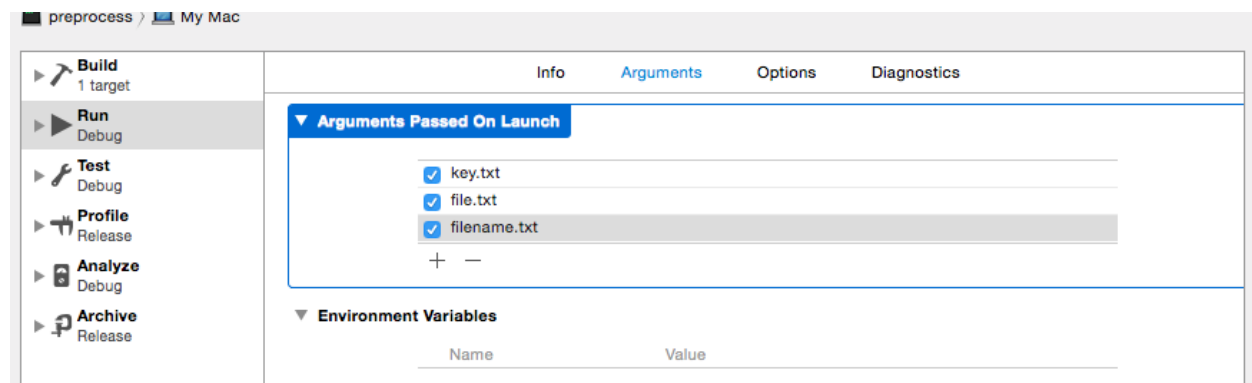 preprocess 〉 My Mac
Info Arguments Options Diagnostics
Build
1 target
Run
Debug
Test
Debug
Profile
Release
Analyze
Debug
Archive
Release
Arguments Passed On Launch
key.txt
file.txt
filename.txt
Environment Variables
Name Value